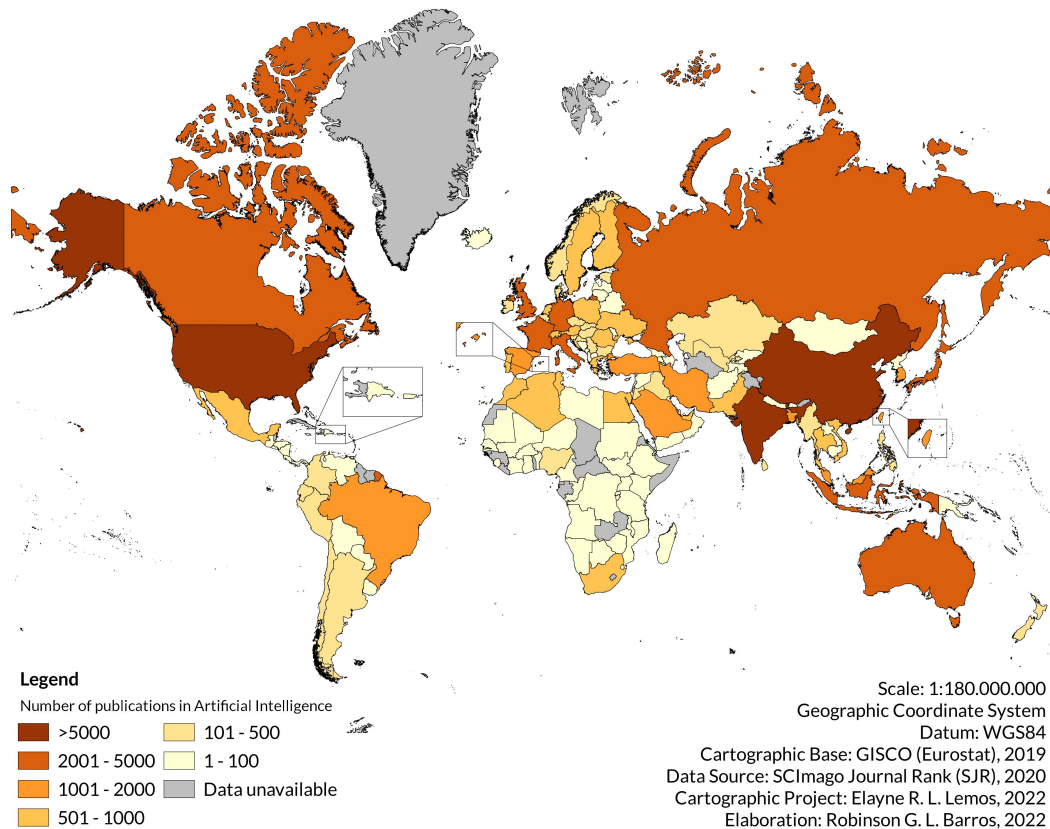 Legend
Number of publications in Artificial Intelligence
>5000
2001 - 5000
1001 - 2000
501 - 1000
101 - 500
1 - 100
Data unavailable
Scale: 1:180.000.000
Geographic Coordinate System
Datum: WGS84
Cartographic Base: GISCO (Eurostat), 2019
Data Source: SCImago Journal Rank (SJR), 2020
Cartographic Project: Elayne R. L. Lemos, 2022
Elaboration: Robinson G. L. Barros, 2022